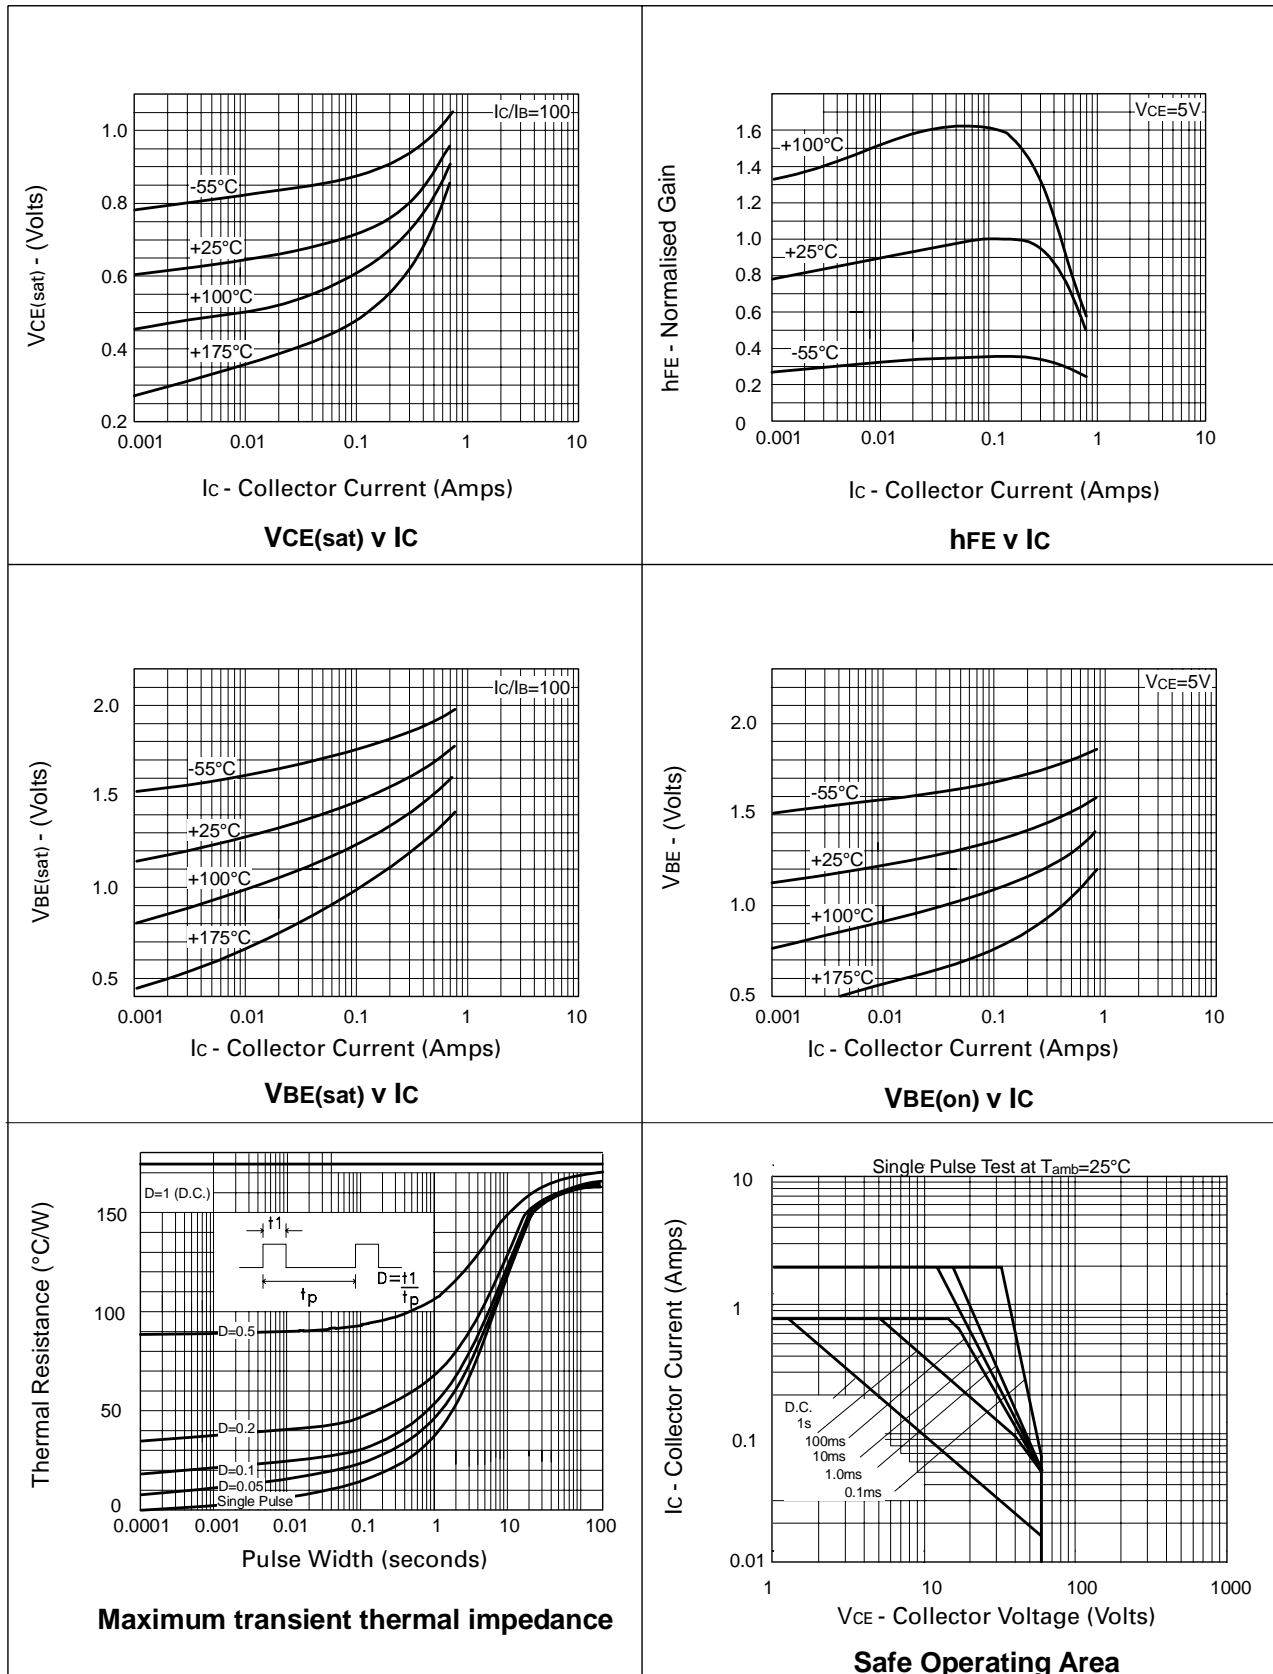 IC/IB=100
1.0
-55°C
0.8
+25°C
0.6
+100°C
0.4
+175°C
0.2
0.001 0.01 0.1 1 10
VCE(sat) - (Volts)
IC - Collector Current (Amps)
VCE(sat) v IC
VCE=5V
1.6
+100°C
1.4
1.2
+25°C
1.0
0.8
0.6
0.4
-55°C
0.2
0
0.001 0.01 0.1 1 10
hFE - Normalised Gain
IC - Collector Current (Amps)
hFE v IC
IC/IB=100
2.0
-55°C
1.5
+25°C
+100°C
1.0
+175°C
0.5
0.001 0.01 0.1 1 10
VBE(sat) - (Volts)
IC - Collector Current (Amps)
VBE(sat) v IC
VCE=5V
2.0
-55°C
1.5
+25°C
1.0
+100°C
+175°C
0.5
0.001 0.01 0.1 1 10
VBE - (Volts)
IC - Collector Current (Amps)
VBE(on) v IC
D=1 (D.C.)
150
t1
tp
D=t1
tp
100
D=0.5
50
D=0.2
D=0.1
D=0.05
Single Pulse
0
0.0001 0.001 0.01 0.1 1 10 100
Thermal Resistance (°C/W)
Pulse Width (seconds)
Maximum transient thermal impedance
Single Pulse Test at Tamb=25°C
10
1
D.C.
1s
100ms
10ms
1.0ms
0.1ms
0.1
0.01
1 10 100 1000
IC - Collector Current (Amps)
VCE - Collector Voltage (Volts)
Safe Operating Area